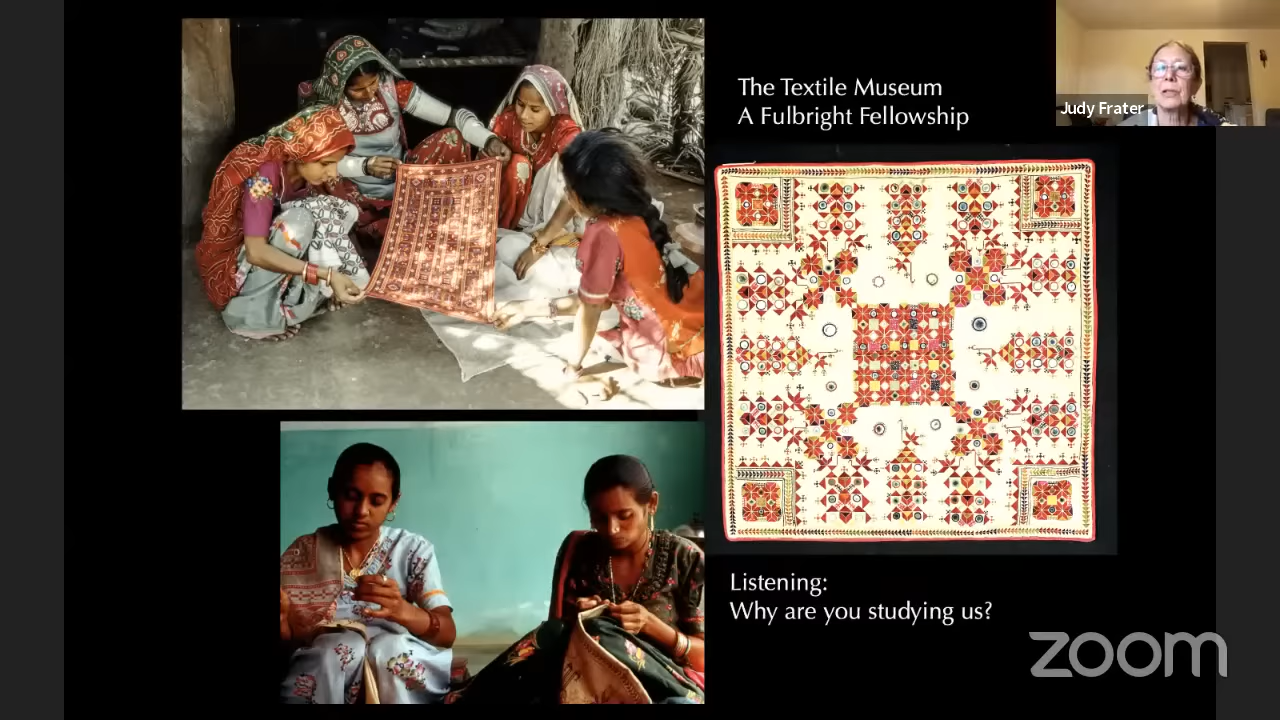 The Textile Museum
A Fulbright Fellowship
Judy Frater
Listening:
Why are you studying us?
zoom